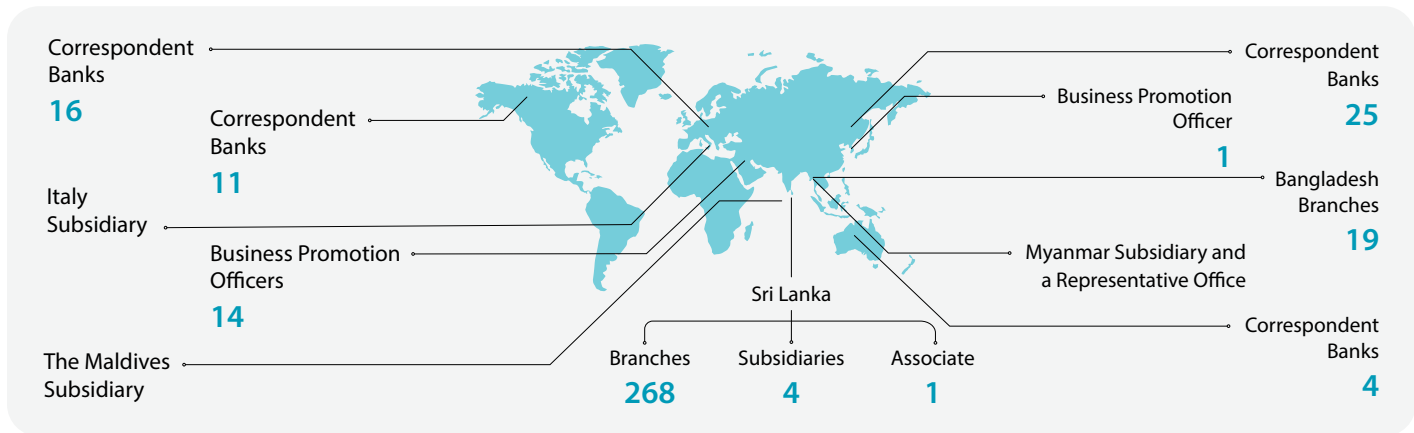 Correspondent
Banks
16
Correspondent
Banks
11
Italy
Subsidiary
Business Promotion
Officers
14
The Maldives
Subsidiary
Sri Lanka
Branches
268
Subsidiaries
4
Associate
1
Correspondent
Banks
25
Business Promotion
Officer
1
Bangladesh
Branches
19
Myanmar Subsidiary and
a Representative Office
Correspondent
Banks
4